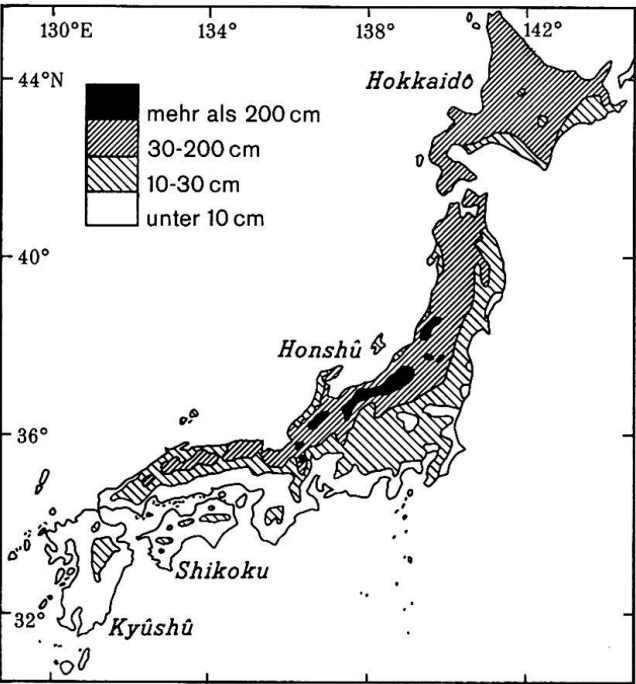 130°E 134° 138° 142°
44°N
Hokkaidô
mehr als 200 cm
30-200 cm
10-30 cm
unter 10 cm
40°
Honshû
36°
Shikoku
32°
Kyûshû